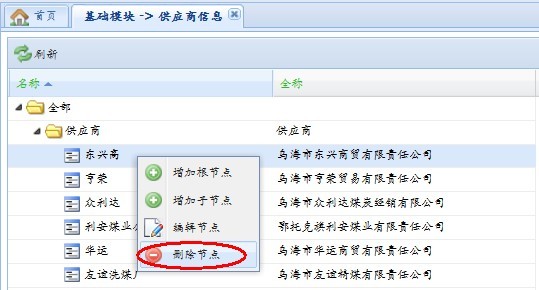 首页 基础模块 -> 供应商信息
刷新
名称 全称
全部
供应商 供应商
东兴商 乌海市东兴商贸有限责任公司
增加根节点
亨荣 乌海市亨荣贸易有限责任公司
众利达 增加子节点 乌海市众利达煤炭经销有限公司
利安煤业 编辑节点 鄂托克旗利安煤业有限责任公司
华运 删除节点 乌海市华运商贸有限责任公司
友谊洗煤厂 乌海市友谊精煤有限责任公司